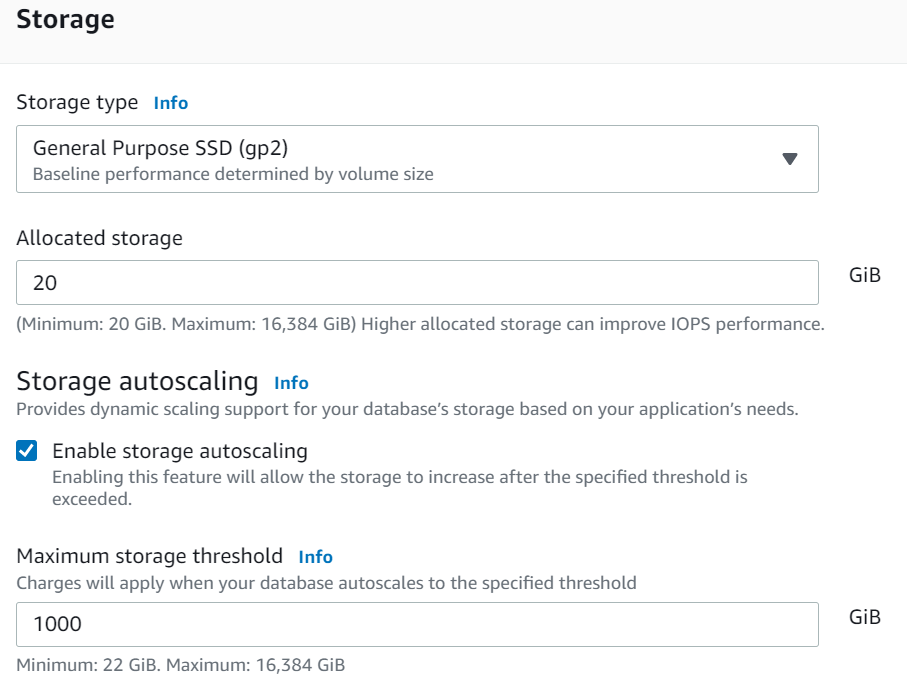 Storage
Storage type Info
General Purpose SSD (gp2)
Baseline performance determined by volume size
Allocated storage
20
GiB
(Minimum: 20 GiB. Maximum: 16,384 GiB) Higher allocated storage can improve IOPS performance.
Storage autoscaling Info
Provides dynamic scaling support for your database’s storage based on your application’s needs.
Enable storage autoscaling
Enabling this feature will allow the storage to increase after the specified threshold is
exceeded.
Maximum storage threshold Info
Charges will apply when your database autoscales to the specified threshold
1000
GiB
Minimum: 22 GiB. Maximum: 16,384 GiB